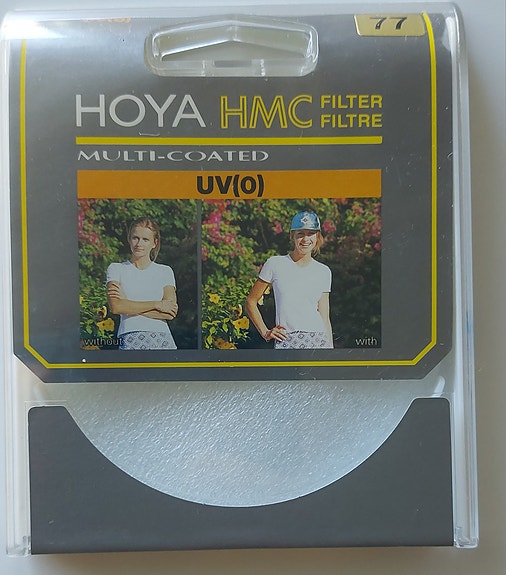 77
HOYA HMC FILTER
FILTRE
MULTI-COATED
UV(0)
without
with